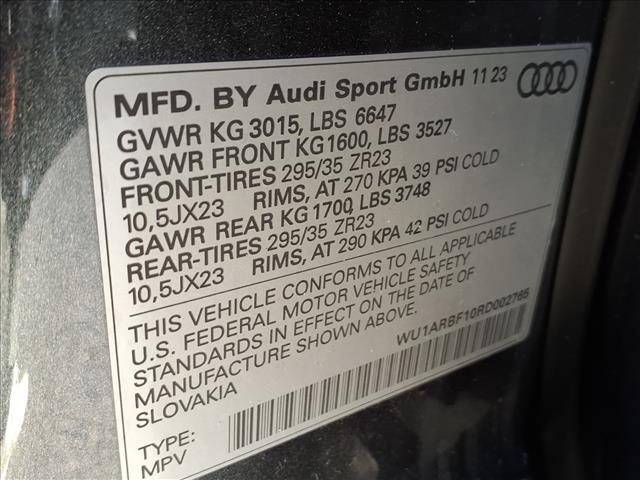 MFD. BY Audi Sport GmbH 11 23
GVWR KG 3015, LBS 6647
GAWR FRONT KG 1600, LBS 3527
FRONT-TIRES 295/35 ZR23
10,5JX23 RIMS, AT 270 KPA 39 PSI COLD
GAWR REAR KG 1700, LBS 3748
REAR-TIRES 295/35 ZR23
10,5JX23 RIMS, AT 290 KPA 42 PSI COLD
THIS VEHICLE CONFORMS TO ALL APPLICABLE
U.S. FEDERAL MOTOR VEHICLE SAFETY
STANDARDS IN EFFECT ON THE DATE OF
MANUFACTURE SHOWN ABOVE.
SLOVAKIA
WU1ARBF10RD002765
TYPE:
MPV